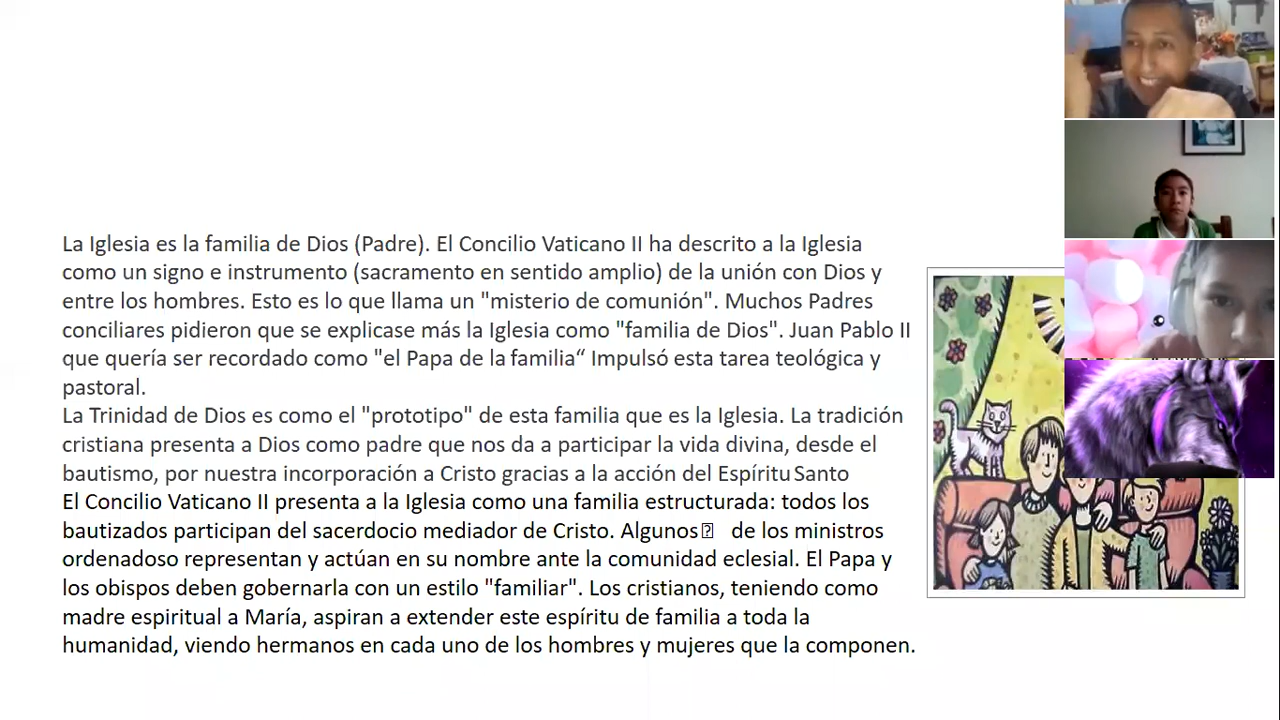 La Iglesia es la familia de Dios (Padre). El Concilio Vaticano II ha descrito a la Iglesia
como un signo e instrumento (sacramento en sentido amplio) de la unión con Dios y
entre los hombres. Esto es lo que llama un "misterio de comunión". Muchos Padres
conciliares pidieron que se explicase más la Iglesia como "familia de Dios". Juan Pablo II
que quería ser recordado como "el Papa de la familia“ Impulsó esta tarea teológica y
pastoral.
La Trinidad de Dios es como el "prototipo" de esta familia que es la Iglesia. La tradición
cristiana presenta a Dios como padre que nos da a participar la vida divina, desde el
bautismo, por nuestra incorporación a Cristo gracias a la acción del Espíritu Santo
El Concilio Vaticano II presenta a la Iglesia como una familia estructurada: todos los
bautizados participan del sacerdocio mediador de Cristo. Algunos de los ministros
ordenadoso representan y actúan en su nombre ante la comunidad eclesial. El Papa y
los obispos deben gobernarla con un estilo "familiar". Los cristianos, teniendo como
madre espiritual a María, aspiran a extender este espíritu de familia a toda la
humanidad, viendo hermanos en cada uno de los hombres y mujeres que la componen.